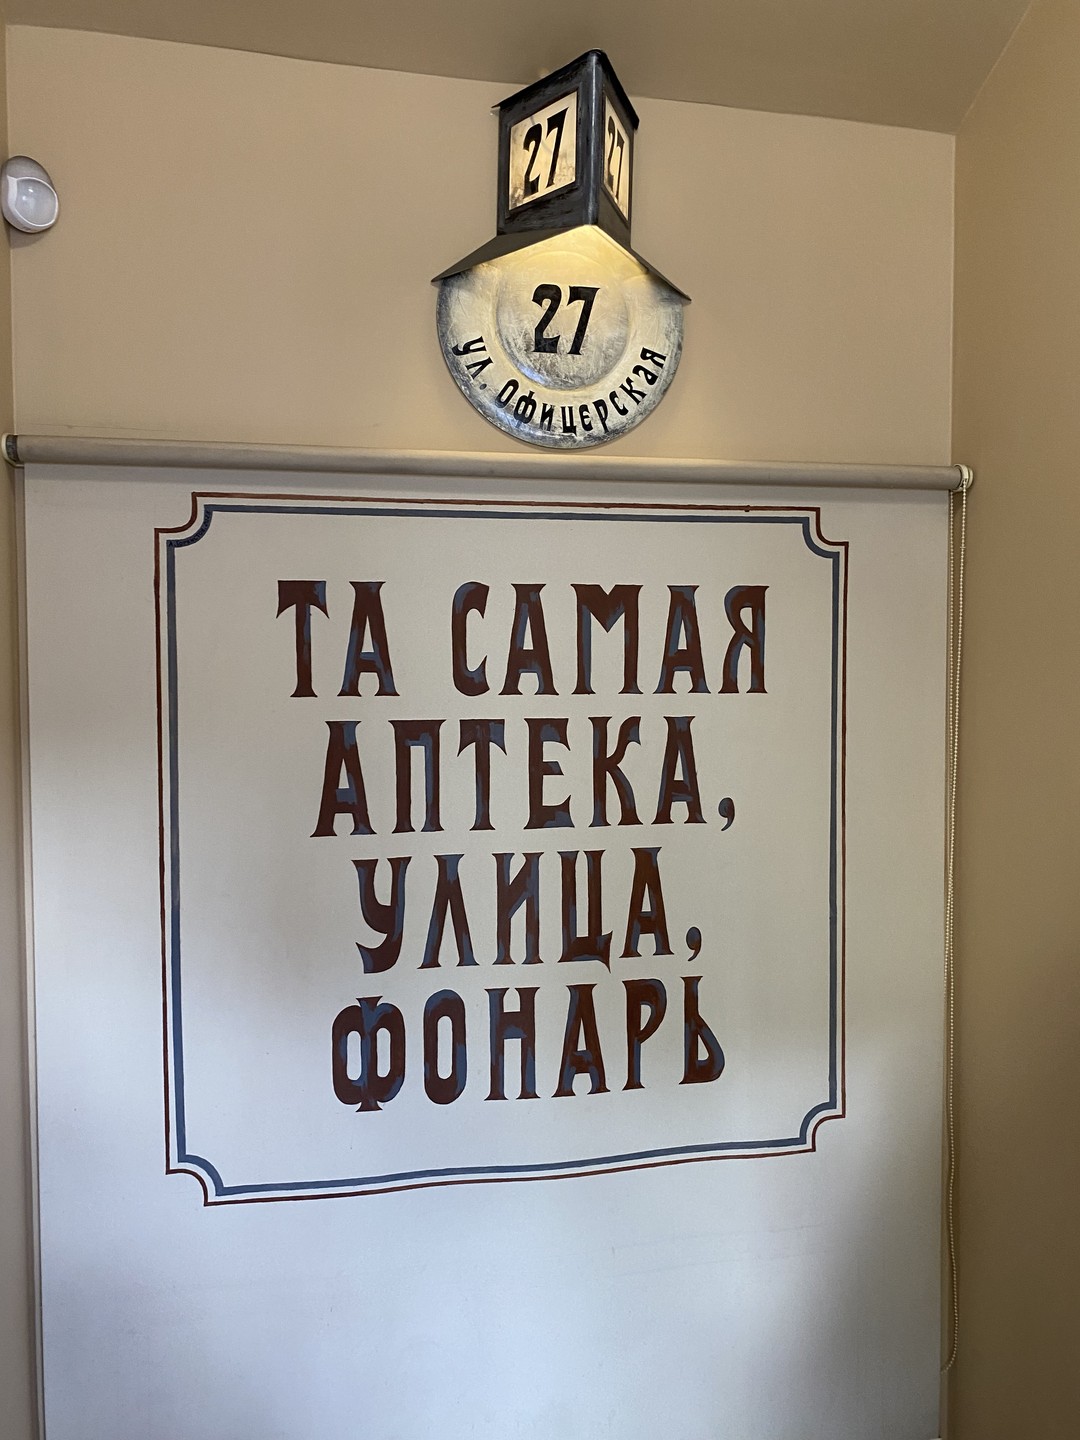 27
27
27
ул. Офицерская
ТА САМАЯ
АПТЕКА,
УЛИЦА,
ФОНАРЬ